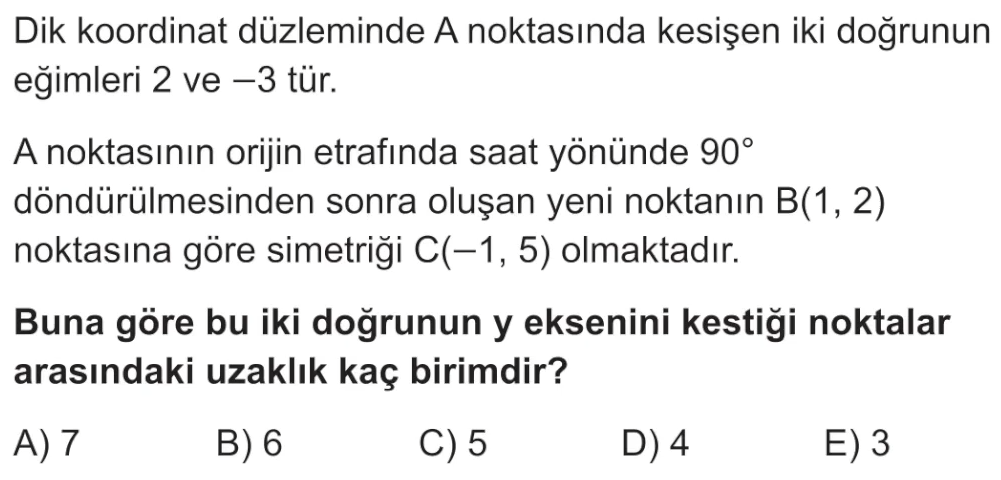 Dik koordinat düzleminde A noktasında kesişen iki doğrunun
eğimleri 2 ve –3 tür.
A noktasının orijin etrafında saat yönünde 90°
döndürülmesinden sonra oluşan yeni noktanın B(1, 2)
noktasına göre simetriği C(–1, 5) olmaktadır.
Buna göre bu iki doğrunun y eksenini kestiği noktalar
arasındaki uzaklık kaç birimdir?
A) 7 B) 6 C) 5 D) 4 E) 3